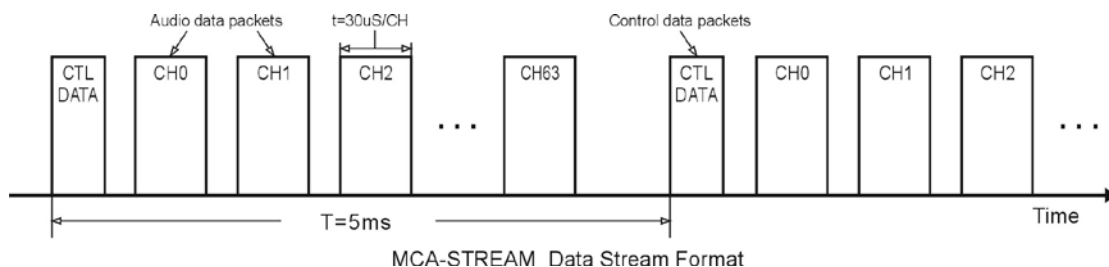 Audio data packets
t=30uS/CH
Control data packets
CTL DATA
CH0
CH1
CH2
...
CH63
CTL DATA
CH0
CH1
CH2
...
T=5ms
Time
MCA-STREAM Data Stream Format